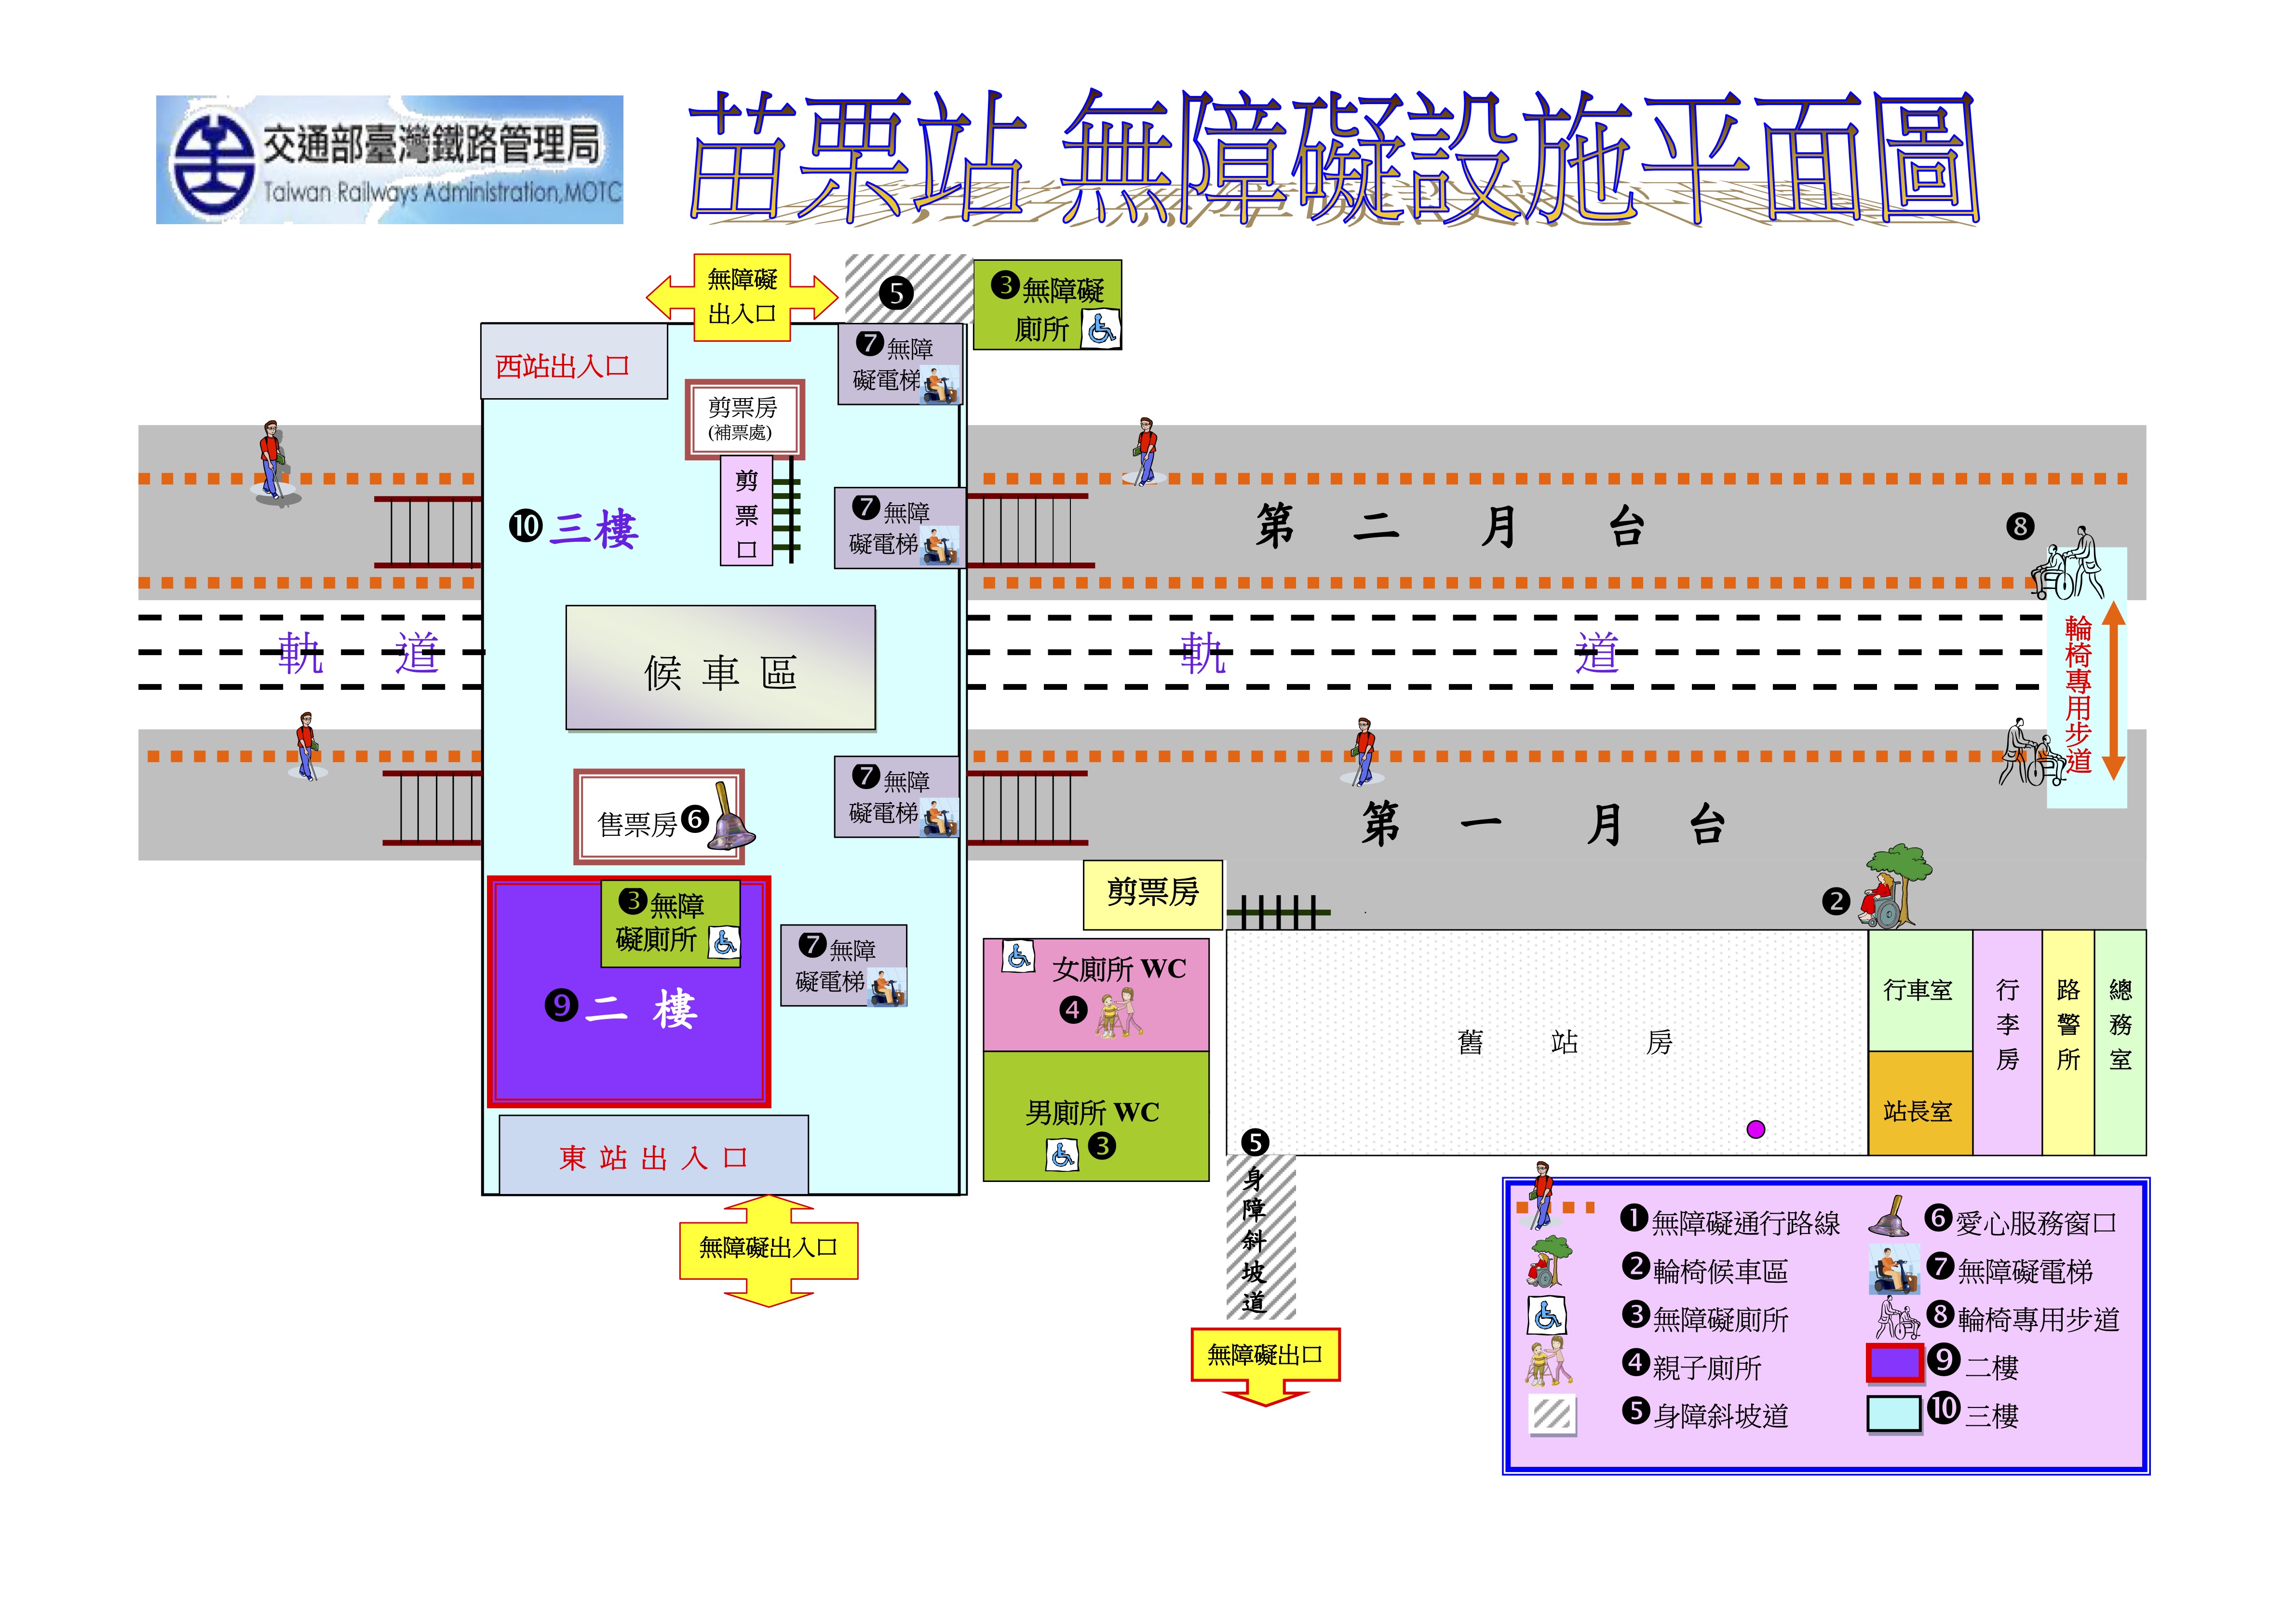 交通部臺灣鐵路管理局
Taiwan Railways Administration,MOTC
苗栗站 無障礙設施平面圖
無障礙
出入口
❺
❸無障礙
廁所
西站出入口
❼無障
礙電梯
剪票房
(補票處)
剪
票
口
❿三樓
❼無障
礙電梯
第 二 月 台
❽
軌 道
候 車 區
軌 道
輪椅專用步道
❼無障
礙電梯
售票房❻
第 一 月 台
剪票房
❷
❸無障
礙廁所
❼無障
礙電梯
❾二 樓
女廁所 WC
❹
男廁所 WC
❸
舊 站 房
行車室
站長室
行
李
房
路
警
所
總
務
室
東 站 出 入 口
無障礙出入口
❺
身
障
斜
坡
道
無障礙出口
❶無障礙通行路線
❷輪椅候車區
❸無障礙廁所
❹親子廁所
❺身障斜坡道
❻愛心服務窗口
❼無障礙電梯
❽輪椅專用步道
❾二樓
❿三樓